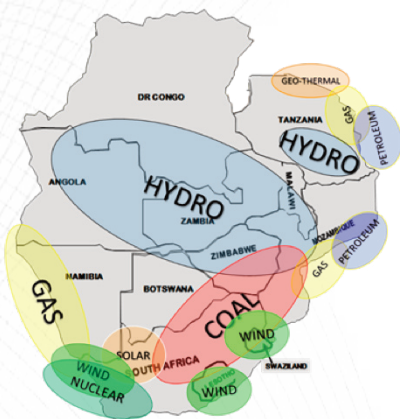 DR CONGO
GEO-THERMAL
TANZANIA
GAS
PETROLEUM
HYDRO
ANGOLA
HYDRO
MALAWI
ZAMBIA
MOZAMBIQUE
PETROLEUM
ZIMBABWE
GAS
NAMIBIA
GAS
BOTSWANA
COAL
WIND
SOLAR
SOUTH AFRICA
SWAZILAND
WIND
NUCLEAR
LESOTHO
WIND